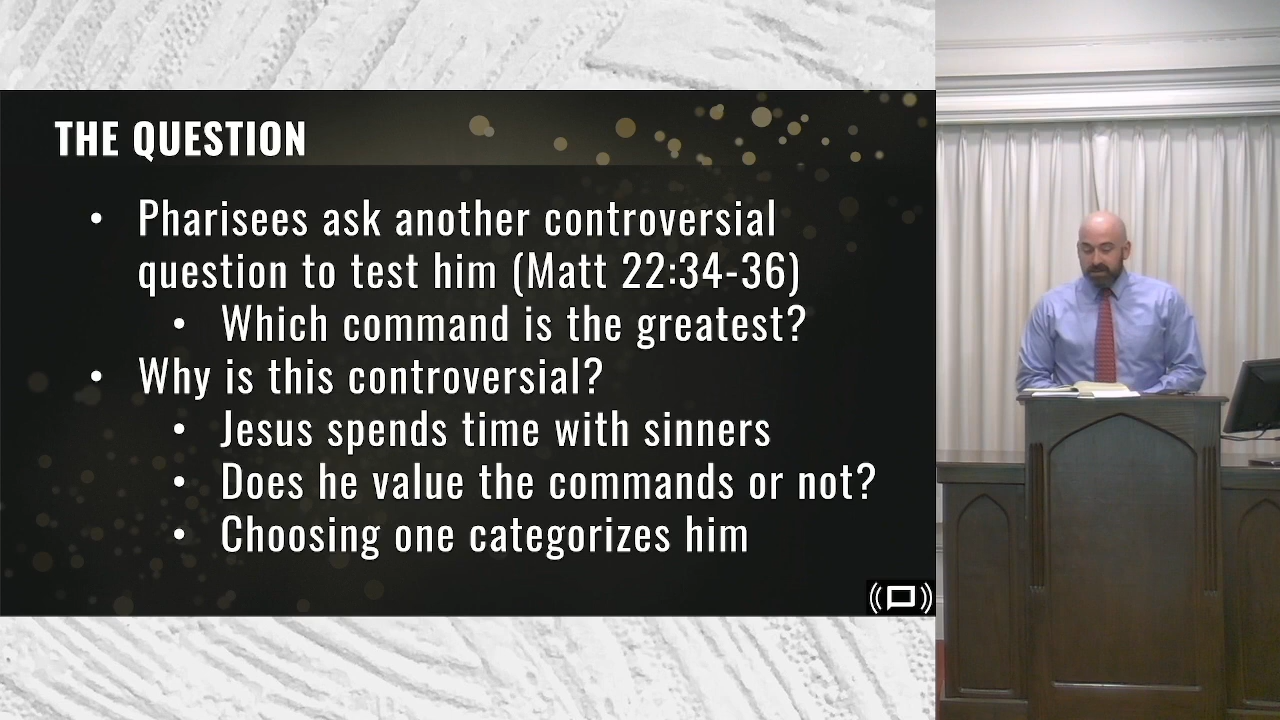 THE QUESTION
• Pharisees ask another controversial
question to test him (Matt 22:34-36)
• Which command is the greatest?
• Why is this controversial?
• Jesus spends time with sinners
• Does he value the commands or not?
• Choosing one categorizes him